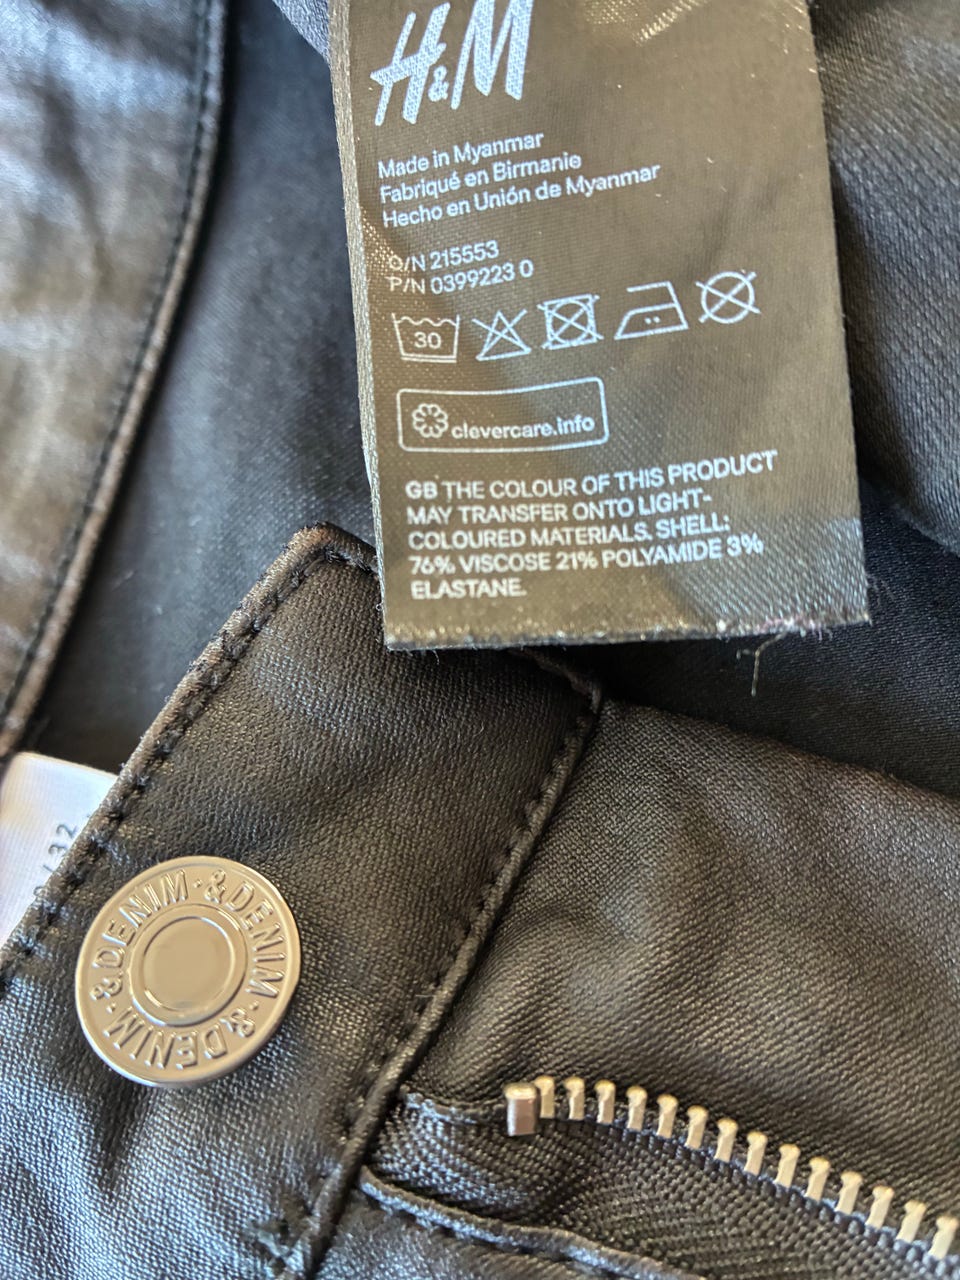 H&M
Made in Myanmar
Fabriqué en Birmanie
Hecho en Unión de Myanmar
O/N 215553
P/N 0399223 0
30
clevercare.info
GB THE COLOUR OF THIS PRODUCT
MAY TRANSFER ONTO LIGHT-
COLOURED MATERIALS. SHELL:
76% VISCOSE 21% POLYAMIDE 3%
ELASTANE.
/32
&DENIM·&DENIM·&DENIM·